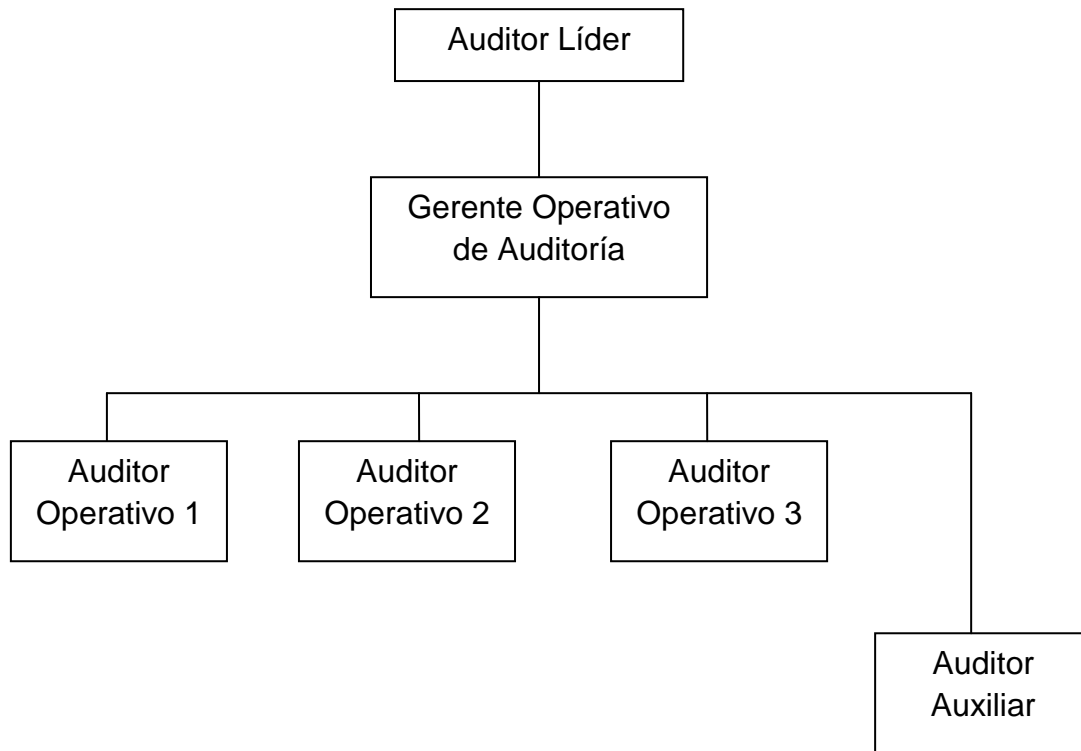 Auditor Líder
Gerente Operativo
de Auditoría
Auditor
Operativo 1
Auditor
Operativo 2
Auditor
Operativo 3
Auditor
Auxiliar